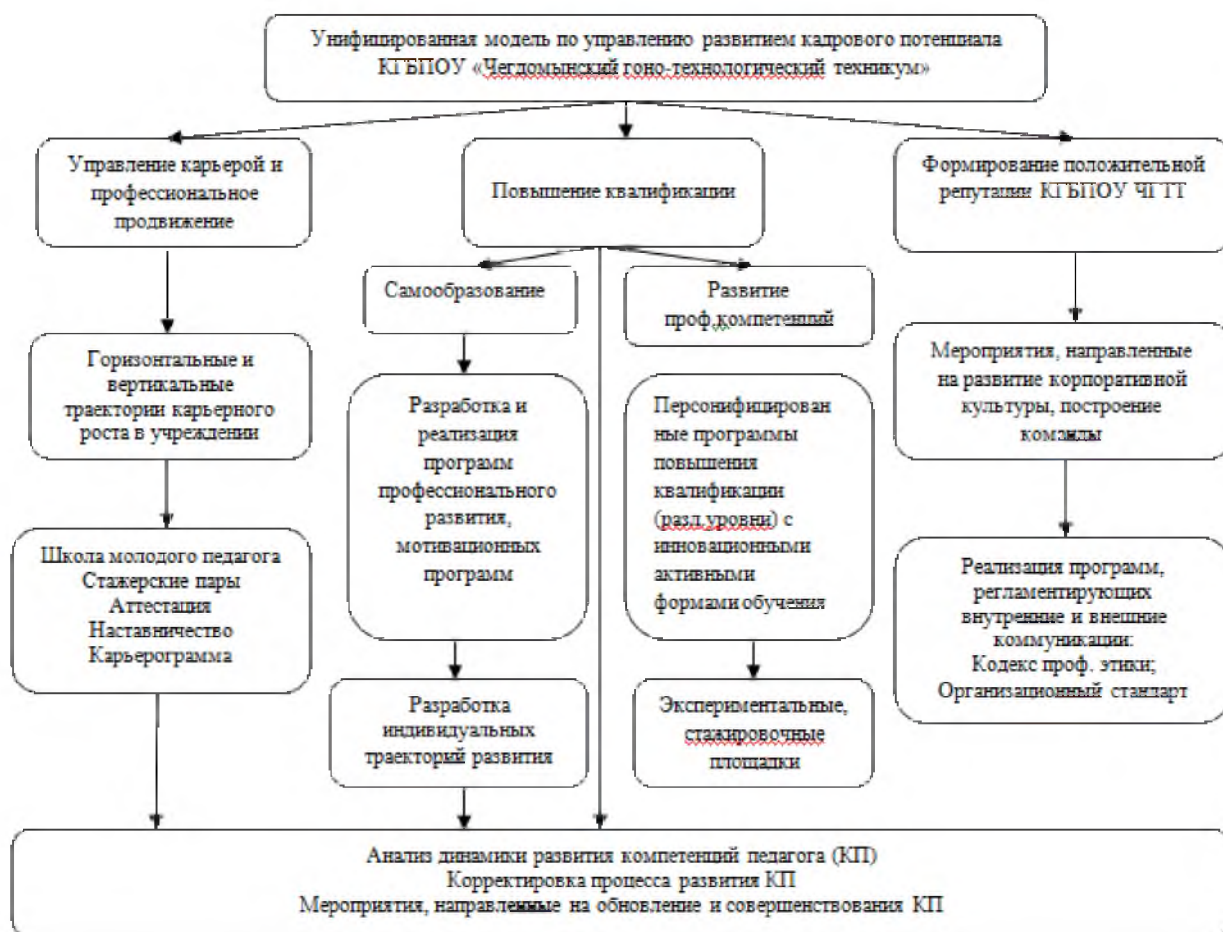 Унифицированная модель по управлению развитием кадрового потенциала
КГБПОУ «Чегдомынский гоно-технологический техникум»
Управление карьерой и
профессиональное
продвижение
Повышение квалификации
Формирование положительной
репутации КГБПОУ ЧГТТ
Самообразование
Развитие
проф.компетенций
Горизонтальные и
вертикальные
траектории карьерного
роста в учреждении
Разработка и
реализация
программ
профессионального
развития,
мотивационных
программ
Персонифицирован
ные программы
повышения
квалификации
(разл.уровни) с
инновационными
активными
формами обучения
Мероприятия, направленные
на развитие корпоративной
культуры, построение
команды
Школа молодого педагога
Стажерские пары
Аттестация
Наставничество
Карьерограмма
Реализация программ,
регламентирующих
внутренние и внешние
коммуникации:
Кодекс проф. этики;
Организационный стандарт
Разработка
индивидуальных
траекторий развития
Экспериментальные,
стажировочные
площадки
Анализ динамики развития компетенций педагога (КП)
Корректировка процесса развития КП
Мероприятия, направленные на обновление и совершенствования КП